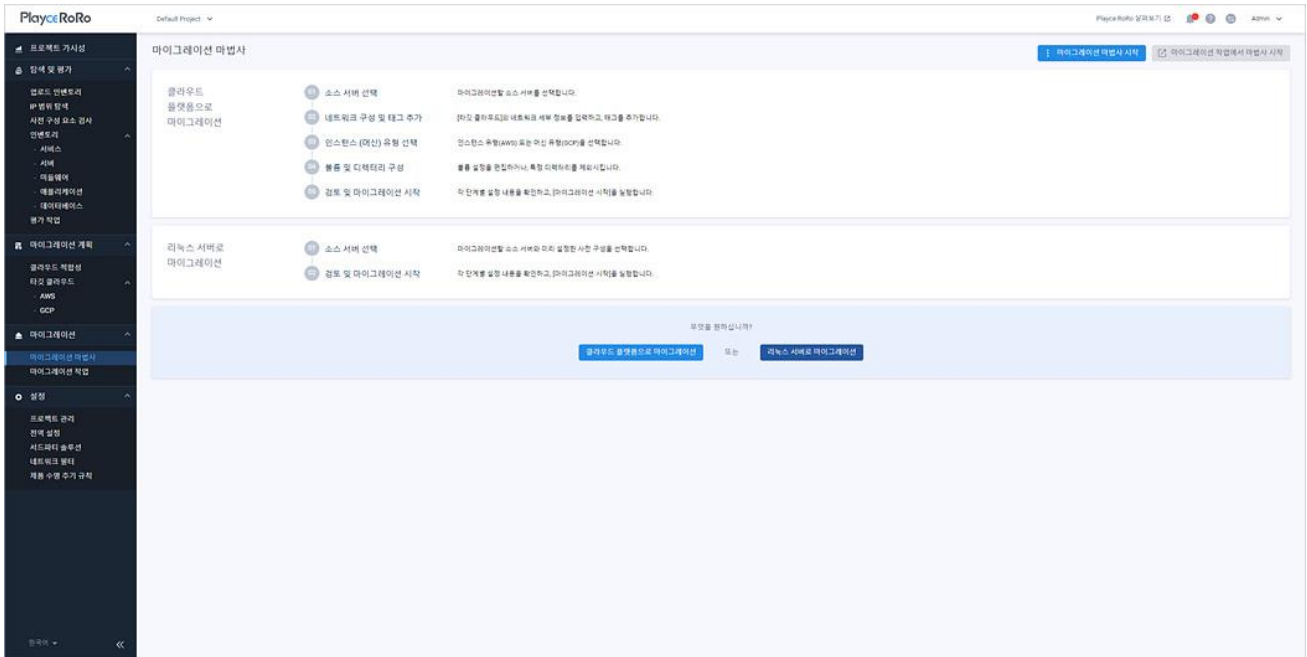 PlayceRoRo
Default Project
Playce RoRo 살펴보기
Admin
프로젝트 가시성
탐색 및 평가
업로드 인벤토리
IP 범위 탐색
사전 구성 요소 검사
인벤토리
- 서비스
- 서버
- 미들웨어
- 애플리케이션
- 데이터베이스
평가 작업
마이그레이션 계획
클라우드 적합성
타깃 클라우드
- AWS
- GCP
마이그레이션
마이그레이션 마법사
마이그레이션 작업
설정
프로젝트 관리
전역 설정
서드파티 솔루션
네트워크 필터
제품 수명 주기 규칙
한국어
마이그레이션 마법사
마이그레이션 마법사 시작
마이그레이션 작업에서 마법사 시작
클라우드
플랫폼으로
마이그레이션
01 소스 서버 선택 마이그레이션할 소스 서버를 선택합니다.
02 네트워크 구성 및 태그 추가 [타깃 클라우드]의 네트워크 세부 정보를 입력하고, 태그를 추가합니다.
03 인스턴스 (머신) 유형 선택 인스턴스 유형(AWS) 또는 머신 유형(GCP)을 선택합니다.
04 볼륨 및 디렉터리 구성 볼륨 설정을 편집하거나, 특정 디렉터리를 제외시킵니다.
05 검토 및 마이그레이션 시작 각 단계별 설정 내용을 확인하고, [마이그레이션 시작]을 실행합니다.
리눅스 서버로
마이그레이션
01 소스 서버 선택 마이그레이션할 소스 서버와 미리 설정한 사전 구성을 선택합니다.
02 검토 및 마이그레이션 시작 각 단계별 설정 내용을 확인하고, [마이그레이션 시작]을 실행합니다.
무엇을 원하십니까?
클라우드 플랫폼으로 마이그레이션 또는 리눅스 서버로 마이그레이션